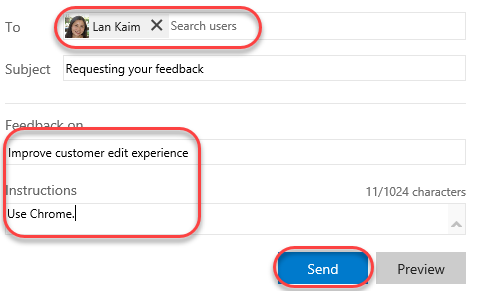 To Lan Kaim Search users
Subject Requesting your feedback
Feedback on
Improve customer edit experience
Instructions 11/1024 characters
Use Chrome.
Send Preview